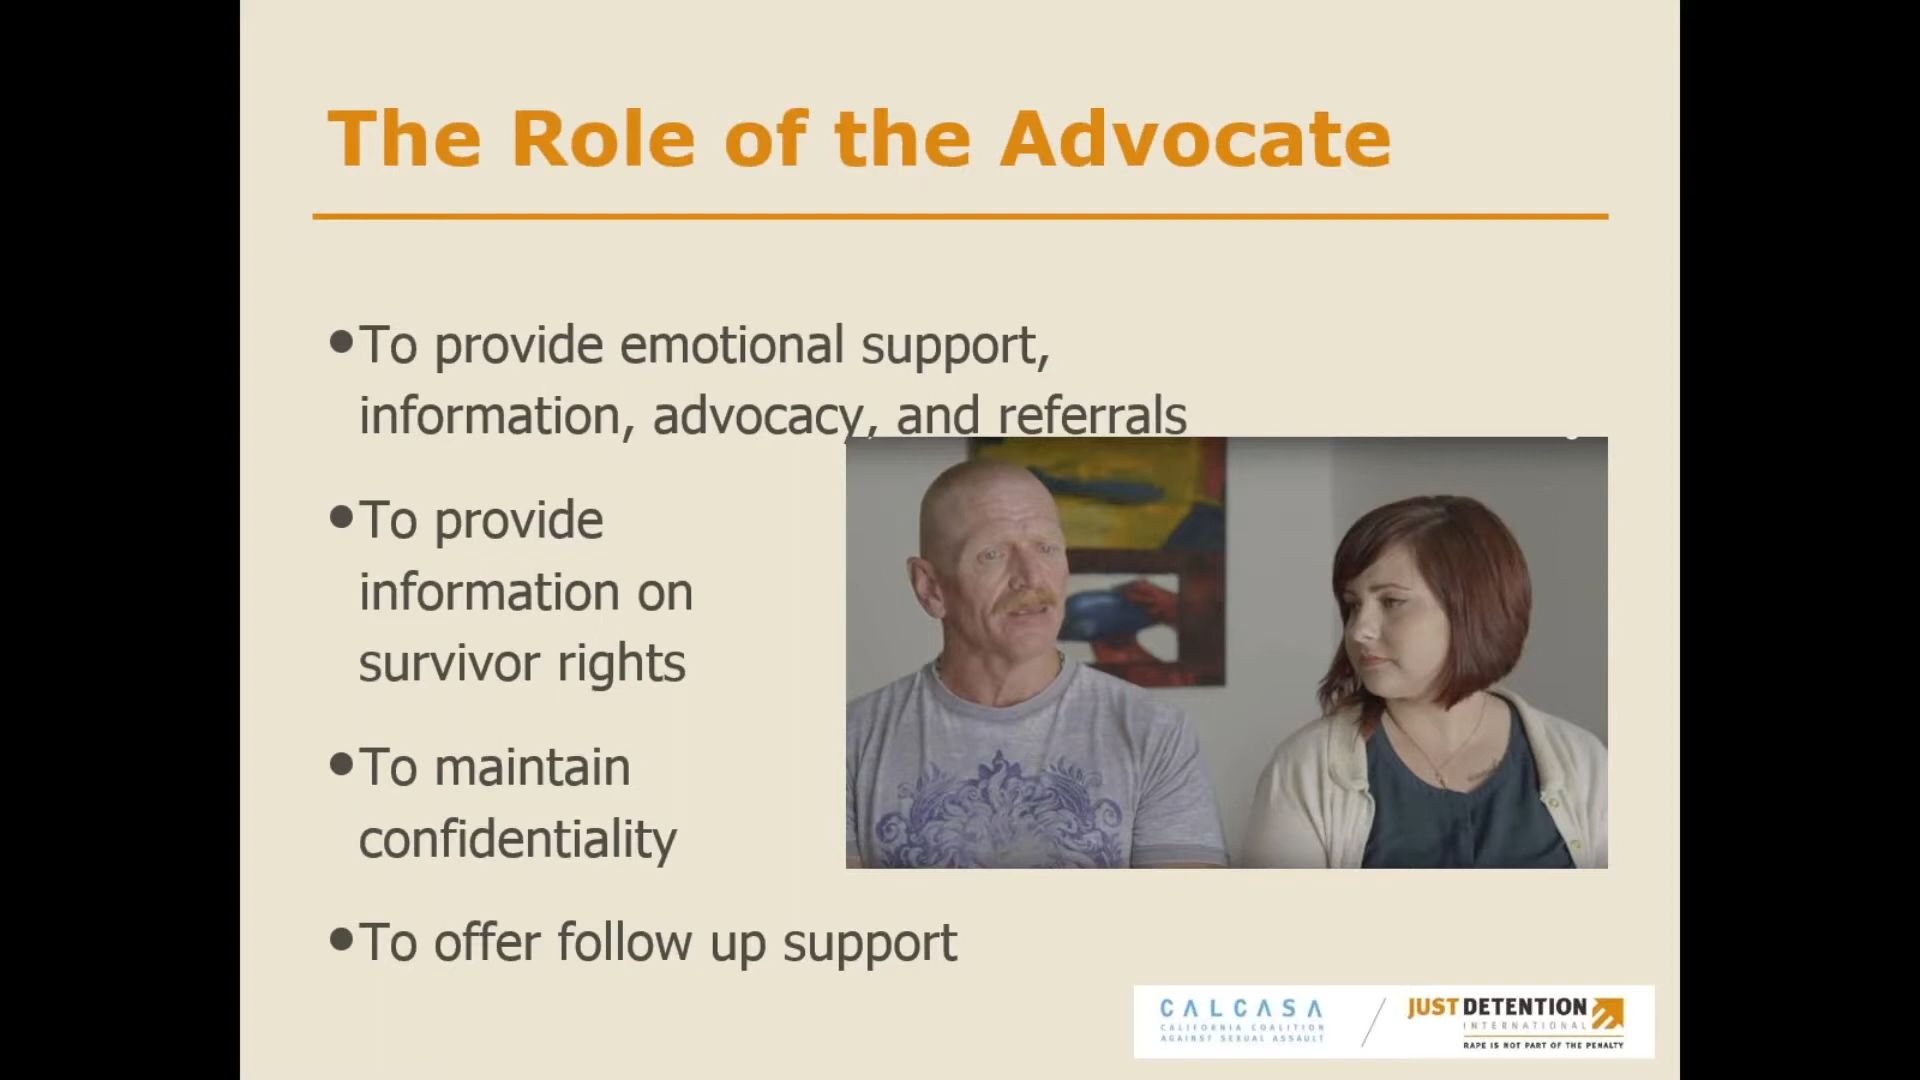 The Role of the Advocate
•To provide emotional support,
information, advocacy, and referrals
•To provide
information on
survivor rights
•To maintain
confidentiality
•To offer follow up support
CALCASA
CALIFORNIA COALITION
AGAINST SEXUAL ASSAULT
JUST DETENTION
INTERNATIONAL
RAPE IS NOT PART OF THE PENALTY